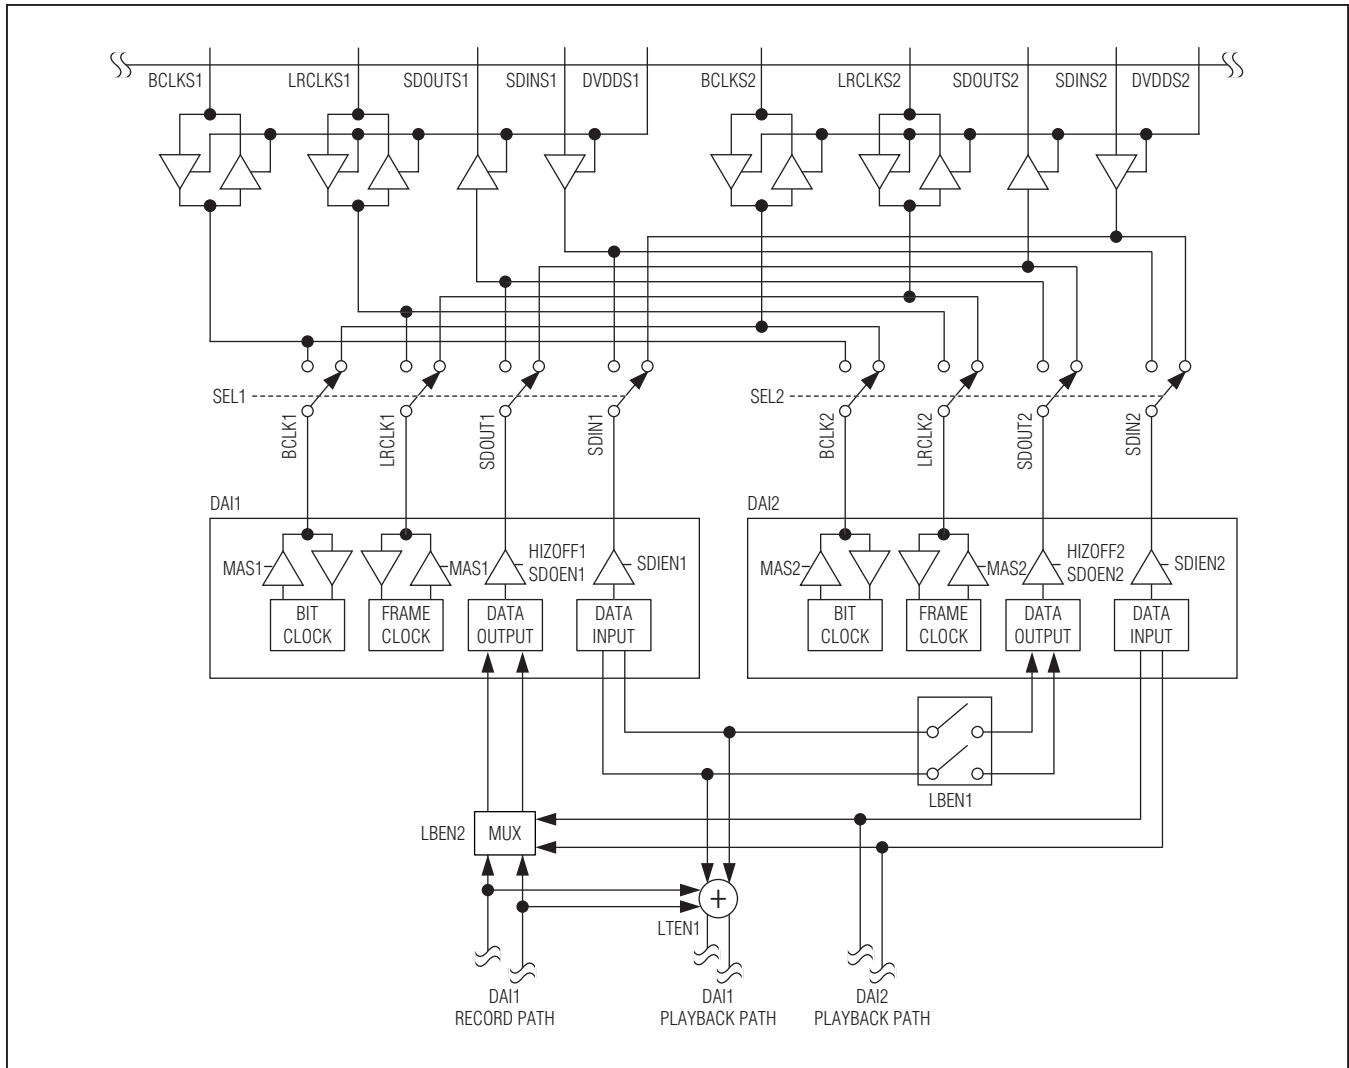 BCLKS1 LRCLKS1 SDOUTS1 SDINS1 DVDDS1 BCLKS2 LRCLKS2 SDOUTS2 SDINS2 DVDDS2
SEL1 SEL2
BCLK1 LRCLK1 SDOUT1 SDIN1 BCLK2 LRCLK2 SDOUT2 SDIN2
DAI1 DAI2
MAS1 MAS1 HIZOFF1 SDIEN1 MAS2 MAS2 HIZOFF2 SDIEN2
SDOEN1 SDOEN2
BIT FRAME DATA DATA BIT FRAME DATA DATA
CLOCK CLOCK OUTPUT INPUT CLOCK CLOCK OUTPUT INPUT
LBEN1
LBEN2 MUX
+
LTEN1
DAI1 DAI1 DAI2
RECORD PATH PLAYBACK PATH PLAYBACK PATH